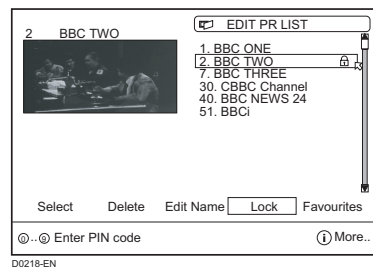 2 BBC TWO
EDIT PR LIST
1. BBC ONE
2. BBC TWO
7. BBC THREE
30. CBBC Channel
40. BBC NEWS 24
51. BBCi
Select Delete Edit Name Lock Favourites
0..9 Enter PIN code i More..
D0218-EN